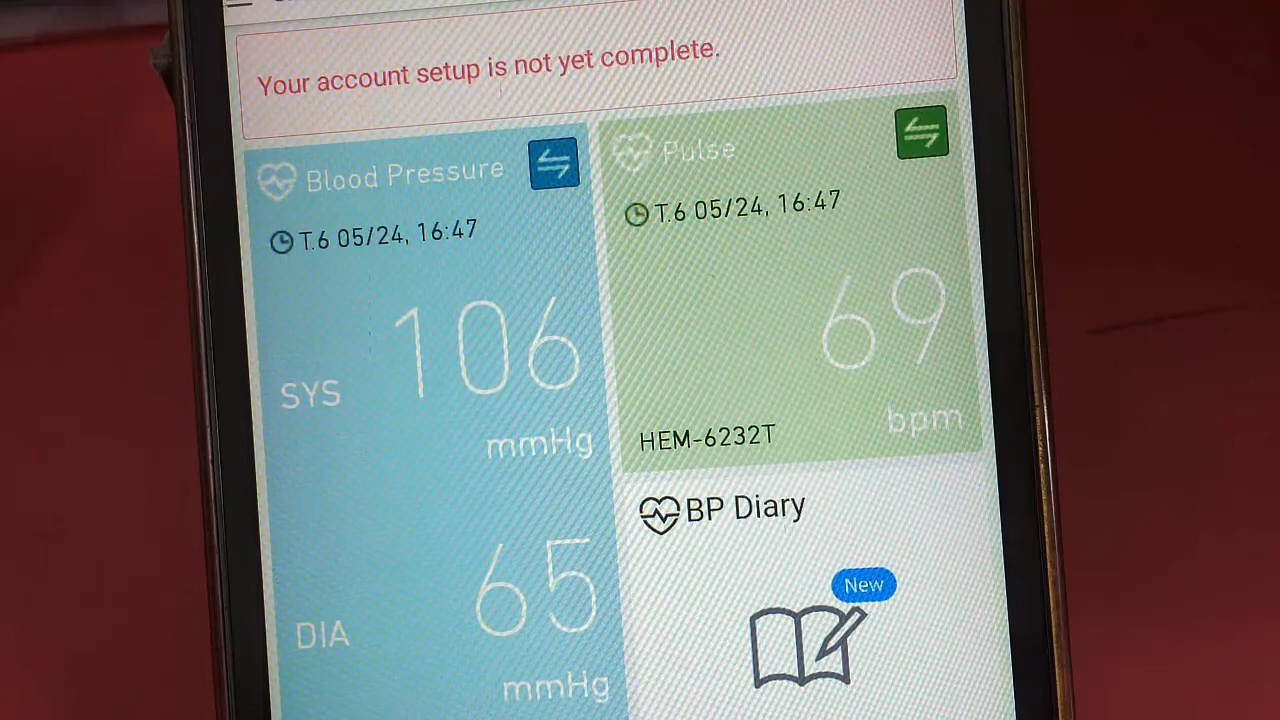 Your account setup is not yet complete.
Blood Pressure
T.6 05/24, 16:47
SYS
106
mmHg
DIA
65
mmHg
Pulse
T.6 05/24, 16:47
69
bpm
HEM-6232T
BP Diary
New